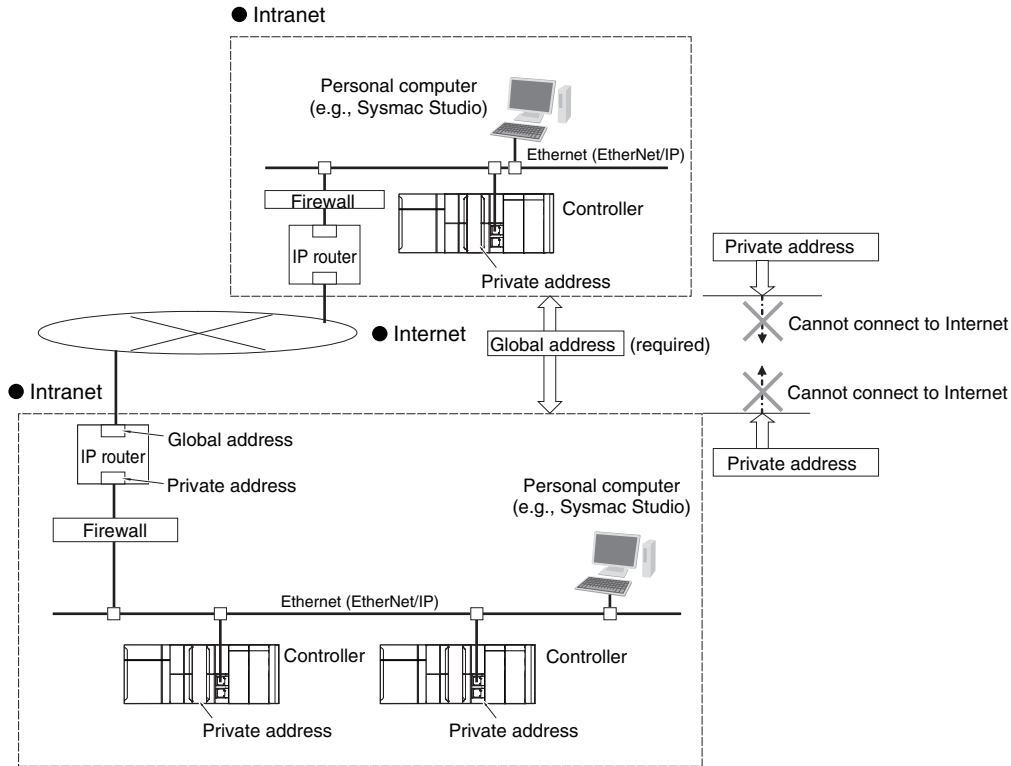 ● Intranet
Personal computer
(e.g., Sysmac Studio)
Ethernet (EtherNet/IP)
Firewall
Controller
IP router
Private address
Private address
Cannot connect to Internet
● Internet
Global address (required)
Cannot connect to Internet
Private address
● Intranet
Global address
IP router
Private address
Firewall
Personal computer
(e.g., Sysmac Studio)
Ethernet (EtherNet/IP)
Controller
Controller
Private address
Private address